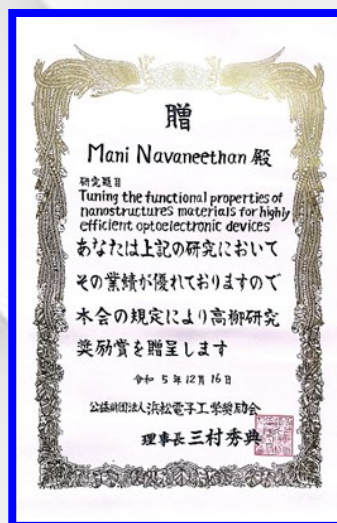 贈
Mani Navaneethan 殿
研究題目
Tuning the functional properties of
nanostructures materials for highly
efficient optoelectronic devices
あなたは上記の研究において
その業績が優れておりますので
本会の規定により高柳研究
奨励賞を贈呈します
令和 5年12月16日
公益財団法人浜松電子工学奨励会
理事長 三村秀典